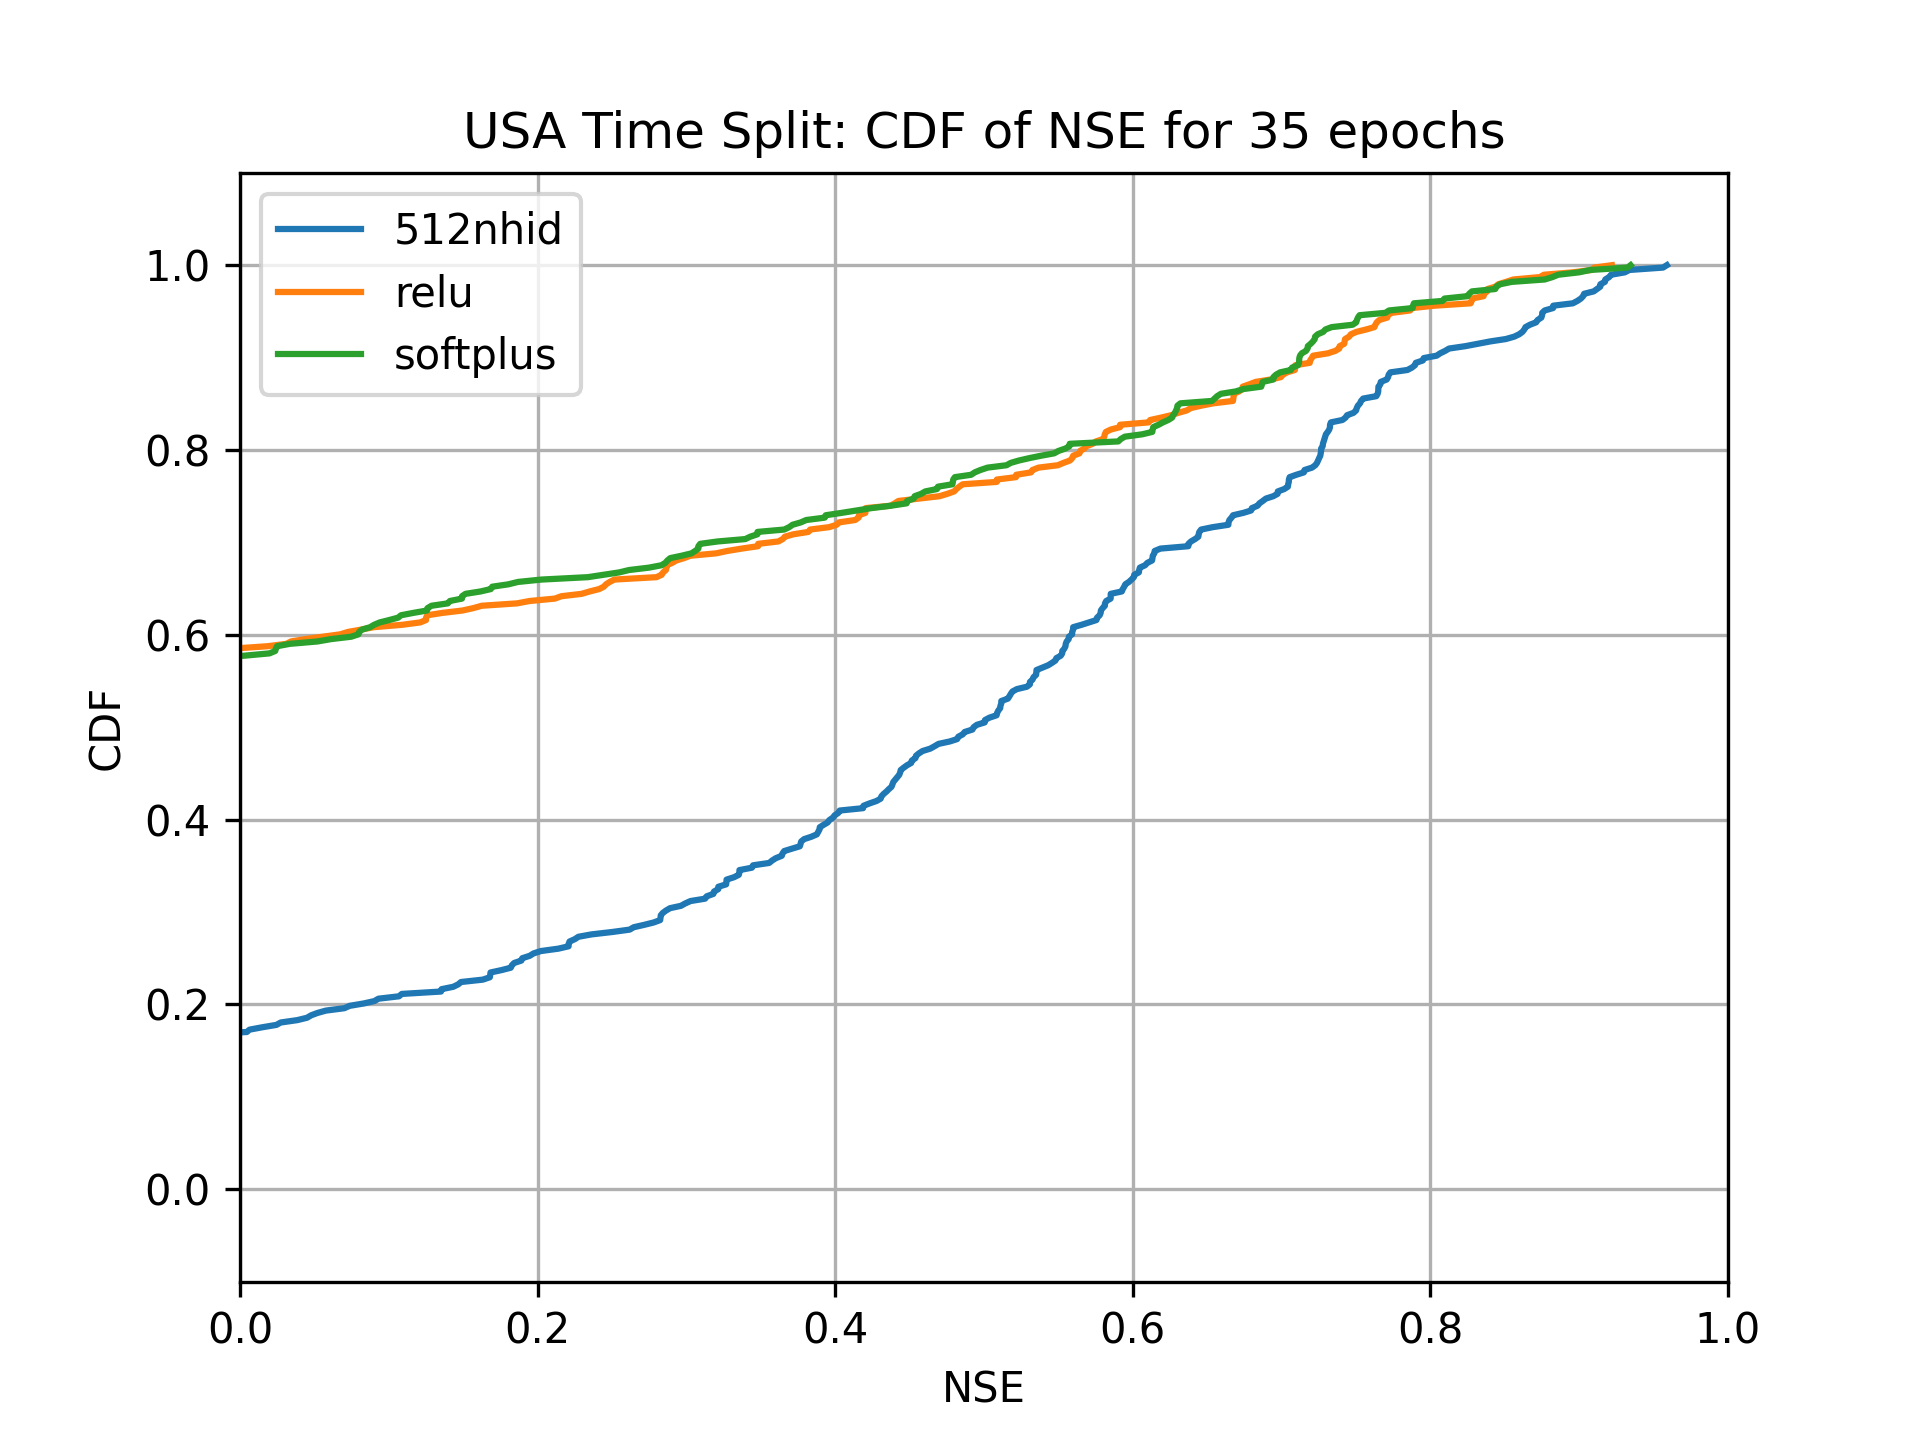 USA Time Split: CDF of NSE for 35 epochs
512nhid
relu
softplus
1.0
0.8
0.6
0.4
0.2
0.0
CDF
0.0 0.2 0.4 0.6 0.8 1.0
NSE